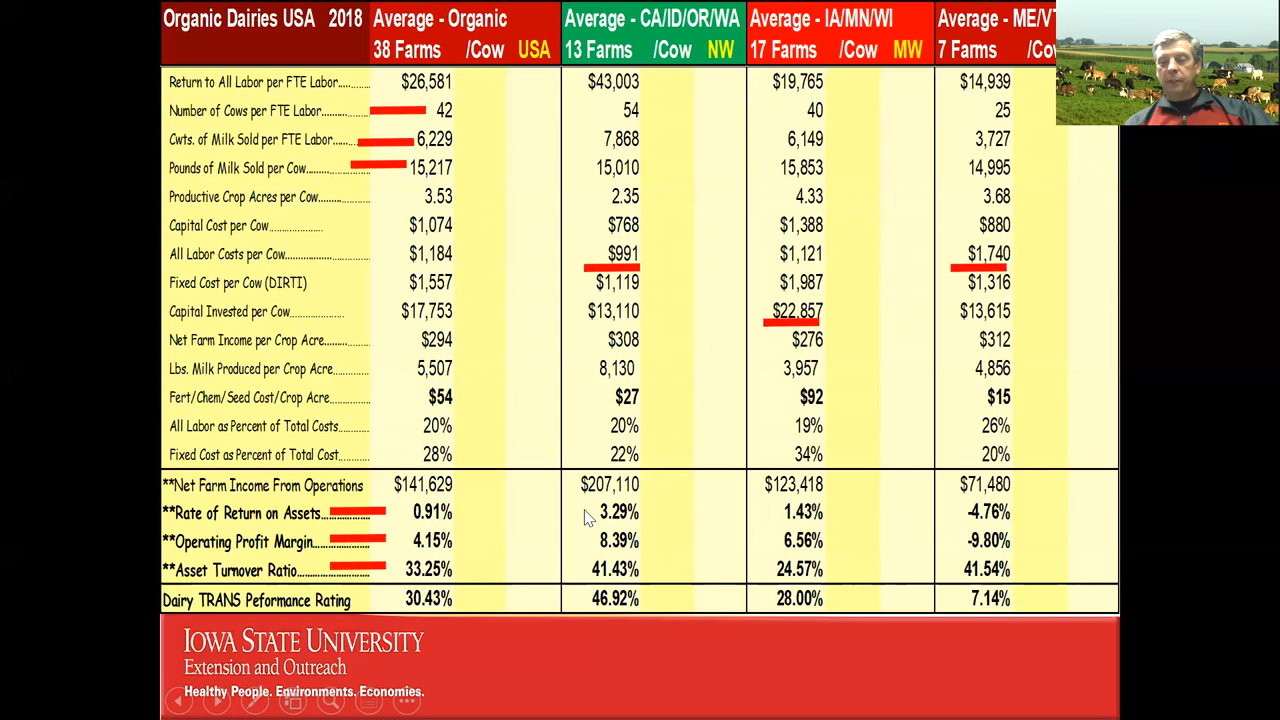 Organic Dairies USA 2018 Average - Organic Average - CA/ID/OR/WA Average - IA/MN/WI Average - ME/VT
38 Farms /Cow USA 13 Farms /Cow NW 17 Farms /Cow MW 7 Farms
Return to All Labor per FTE Labor..... $26,581 $43,003 $19,765 $14,939
Number of Cows per FTE Labor.......... 42 54 40 25
Cwts. of Milk Sold per FTE Labor...... 6,229 7,868 6,149 3,727
Pounds of Milk Sold per Cow......... 15,217 15,010 15,853 14,995
Productive Crop Acres per Cow......... 3.53 2.35 4.33 3.68
Capital Cost per Cow...................... $1,074 $768 $1,388 $880
All Labor Costs per Cow.................. $1,184 $991 $1,121 $1,740
Fixed Cost per Cow (DIRTI) $1,557 $1,119 $1,987 $1,316
Capital Invested per Cow..................... $17,753 $13,110 $22,857 $13,615
Net Farm Income per Crop Acre......... $294 $308 $276 $312
Lbs. Milk Produced per Crop Acre.......... 5,507 8,130 3,957 4,856
Fert/Chem/Seed Cost/Crop Acre........... $54 $27 $92 $15
All Labor as Percent of Total Costs......... 20% 20% 19% 26%
Fixed Cost as Percent of Total Cost......... 28% 22% 34% 20%
**Net Farm Income From Operations $141,629 $207,110 $123,418 $71,480
**Rate of Return on Assets.................. 0.91% 3.29% 1.43% -4.76%
**Operating Profit Margin.................... 4.15% 8.39% 6.56% -9.80%
**Asset Turnover Ratio........................ 33.25% 41.43% 24.57% 41.54%
Dairy TRANS Peformance Rating 30.43% 46.92% 28.00% 7.14%
IOWA STATE UNIVERSITY
Extension and Outreach
Healthy People. Environments. Economies.